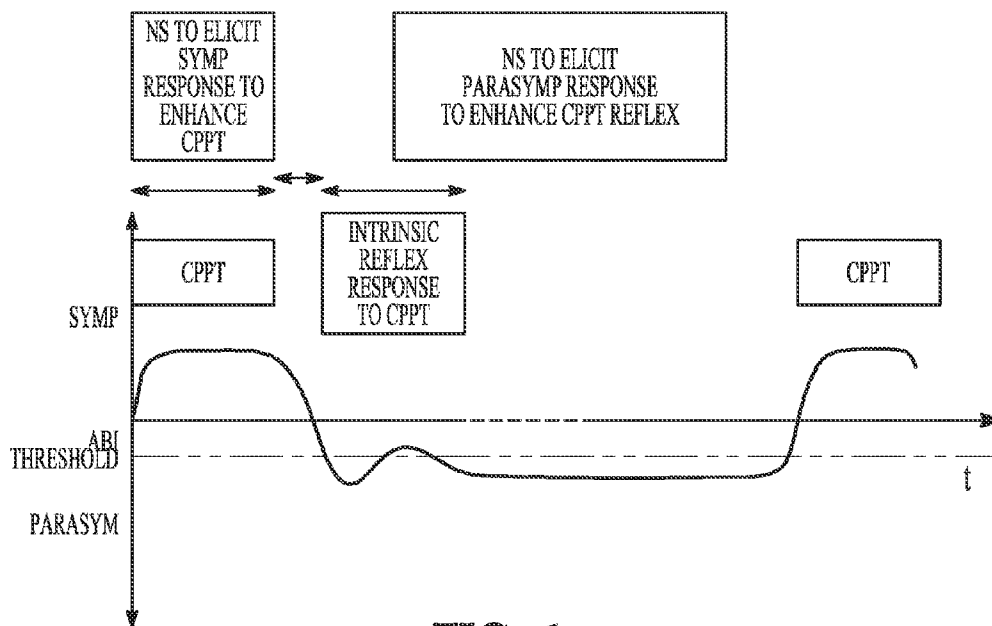 NS TO ELICIT
SYMP
RESPONSE TO
ENHANCE
CPPT
NS TO ELICIT
PARASYMP RESPONSE
TO ENHANCE CPPT REFLEX
CPPT
INTRINSIC
REFLEX
RESPONSE
TO CPPT
CPPT
SYMP
ABI
THRESHOLD
t
PARASYM